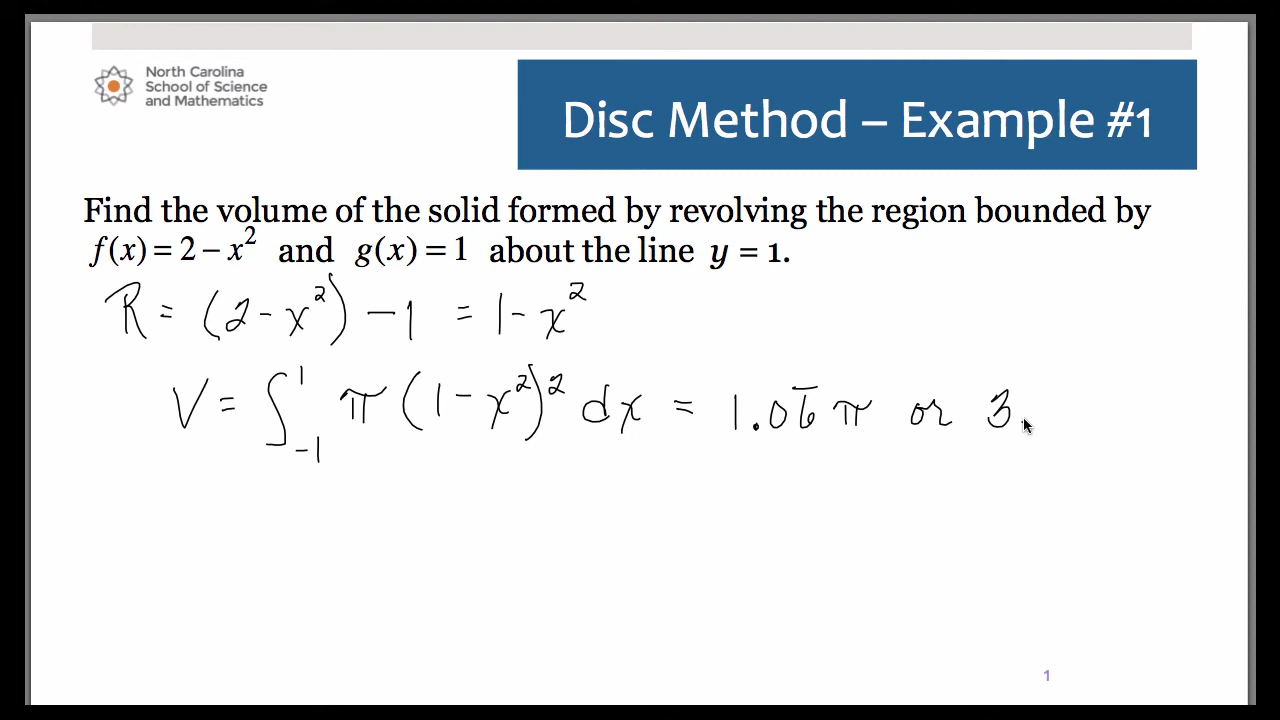 North Carolina
School of Science
and Mathematics
Disc Method – Example #1
Find the volume of the solid formed by revolving the region bounded by
f(x) = 2 – x² and g(x) = 1 about the line y = 1.
R = (2 - x²) - 1 = 1 - x²
V = ∫₋₁¹ π (1 - x²)² dx = 1.06̅ π or 3.
1